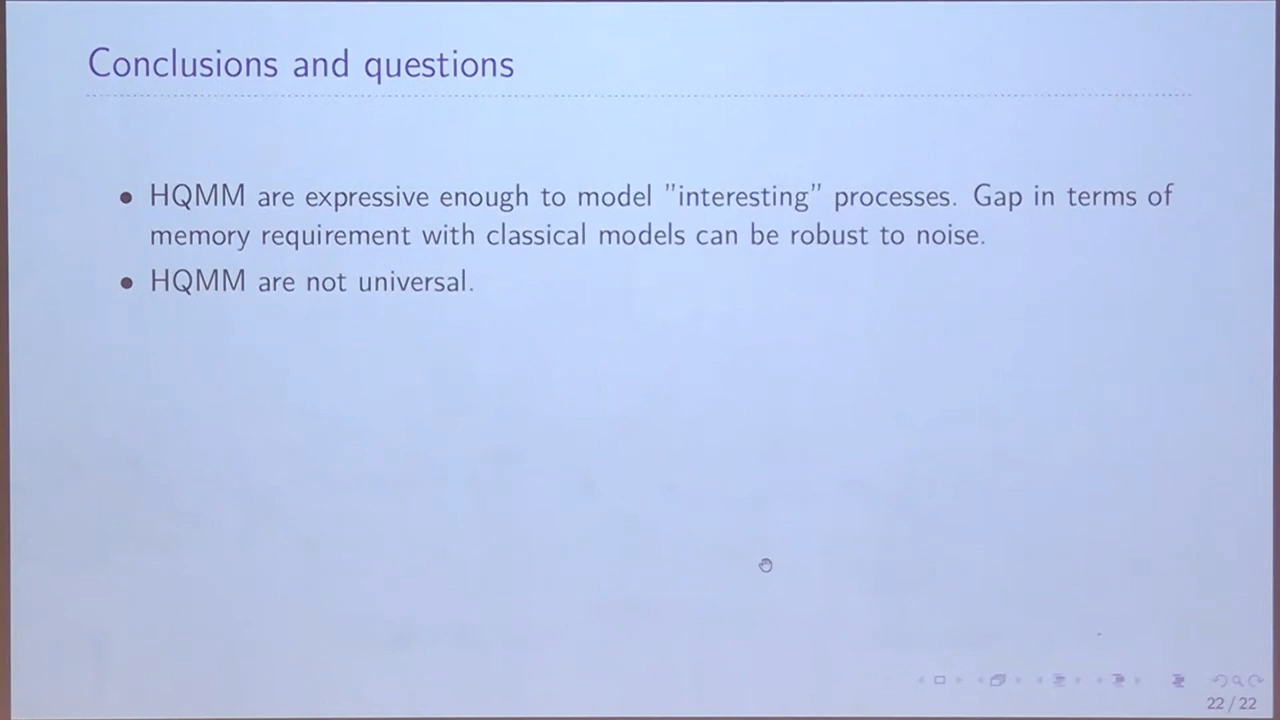 Conclusions and questions
• HQMM are expressive enough to model "interesting" processes. Gap in terms of
memory requirement with classical models can be robust to noise.
• HQMM are not universal.
22 / 22